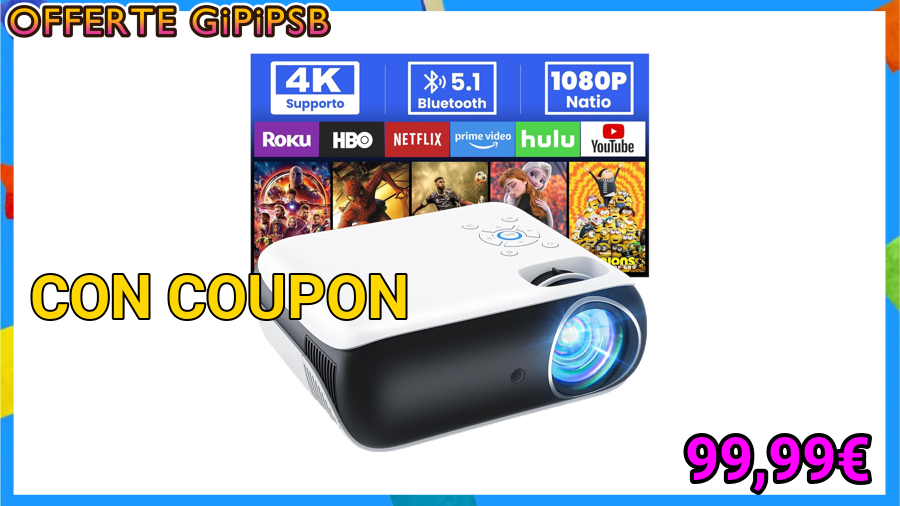 OFFERTE GiPiPSB
4K
Supporto
5.1
Bluetooth
1080P
Natio
ROKU HBO NETFLIX prime video hulu YouTube
CON COUPON
99,99€